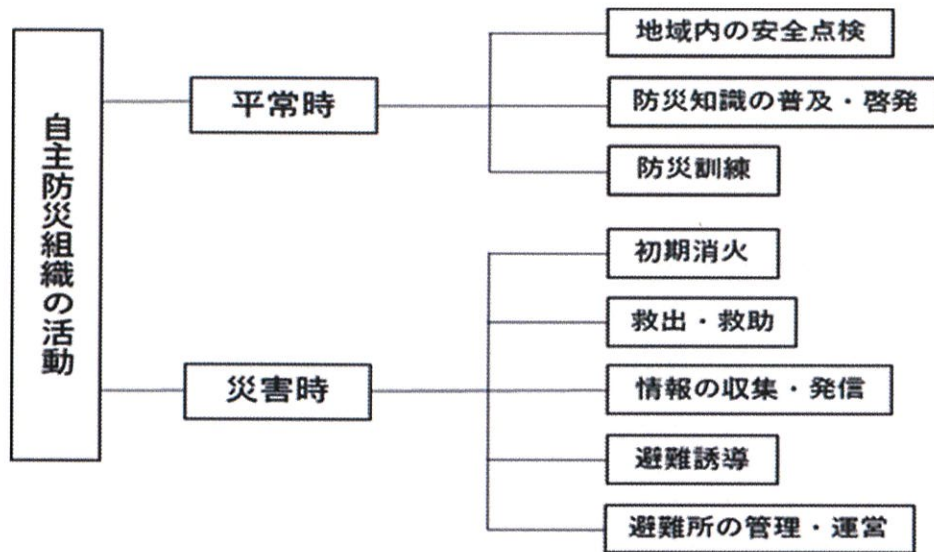 自主防災組織の活動
平常時
地域内の安全点検
防災知識の普及・啓発
防災訓練
災害時
初期消火
救出・救助
情報の収集・発信
避難誘導
避難所の管理・運営